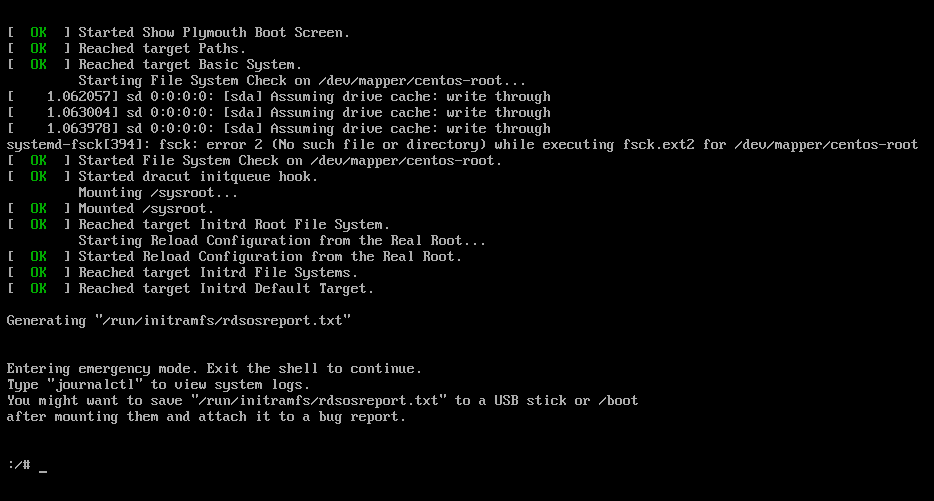 [  OK  ] Started Show Plymouth Boot Screen.
[  OK  ] Reached target Paths.
[  OK  ] Reached target Basic System.
         Starting File System Check on /dev/mapper/centos-root...
[    1.062057] sd 0:0:0:0: [sda] Assuming drive cache: write through
[    1.063004] sd 0:0:0:0: [sda] Assuming drive cache: write through
[    1.063978] sd 0:0:0:0: [sda] Assuming drive cache: write through
systemd-fsck[394]: fsck: error 2 (No such file or directory) while executing fsck.ext2 for /dev/mapper/centos-root
[  OK  ] Started File System Check on /dev/mapper/centos-root.
[  OK  ] Started dracut initqueue hook.
         Mounting /sysroot...
[  OK  ] Mounted /sysroot.
[  OK  ] Reached target Initrd Root File System.
         Starting Reload Configuration from the Real Root...
[  OK  ] Started Reload Configuration from the Real Root.
[  OK  ] Reached target Initrd File Systems.
[  OK  ] Reached target Initrd Default Target.
Generating "/run/initramfs/rdsosreport.txt"
Entering emergency mode. Exit the shell to continue.
Type "journalctl" to view system logs.
You might want to save "/run/initramfs/rdsosreport.txt" to a USB stick or /boot
after mounting them and attach it to a bug report.
:/# _